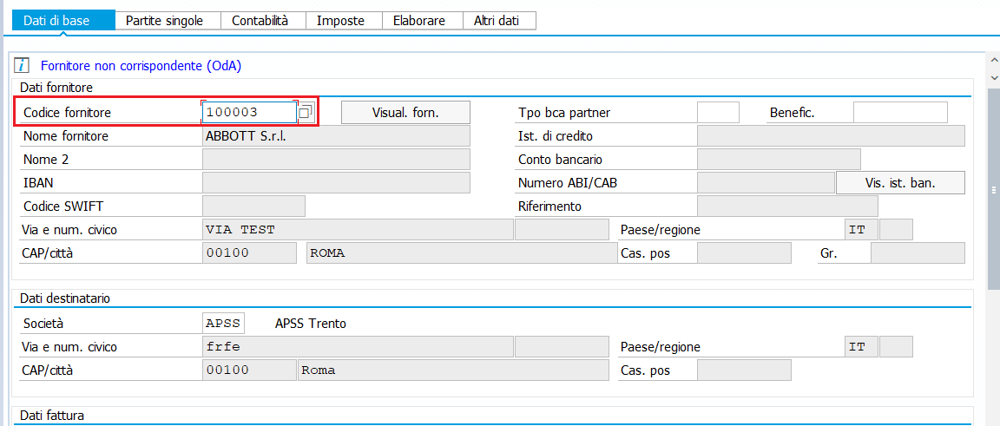 Dati di base Partite singole Contabilità Imposte Elaborare Altri dati
Fornitore non corrispondente (OdA)
Dati fornitore
Codice fornitore 100003 Visual. forn. Tpo bca partner Benefic.
Nome fornitore ABBOTT S.r.l. Ist. di credito
Nome 2 Conto bancario
IBAN Numero ABI/CAB Vis. ist. ban.
Codice SWIFT Riferimento
Via e num. civico VIA TEST Paese/regione IT
CAP/città 00100 ROMA Cas. pos Gr.
Dati destinatario
Società APSS APSS Trento
Via e num. civico frfe Paese/regione IT
CAP/città 00100 Roma Cas. pos
Dati fattura